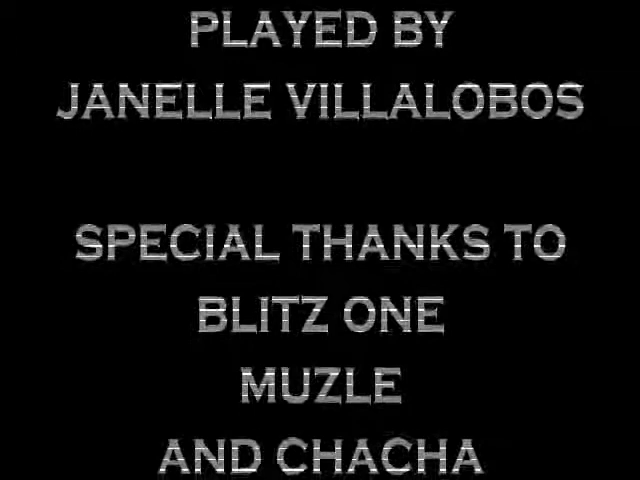 PLAYED BY
JANELLE VILLALOBOS
SPECIAL THANKS TO
BLITZ ONE
MUZLE
AND CHACHA